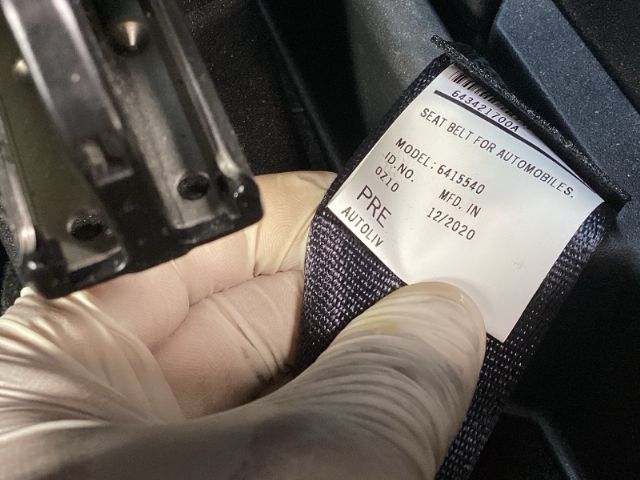 643421700A
SEAT BELT FOR AUTOMOBILES.
MODEL: 6415540
ID.NO. MFD. IN
0Z10 12/2020
PRE
AUTOLIV